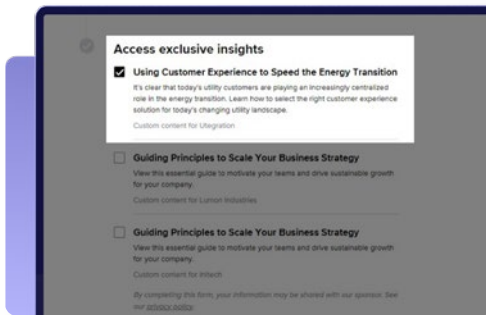 Access exclusive insights
Using Customer Experience to Speed the Energy Transition
It's clear that today's utility customers are playing an increasingly centralized
role in the energy transition. Learn how to select the right customer experience
solution for today's changing utility landscape.
Custom content for Utegration
Guiding Principles to Scale Your Business Strategy
View this essential guide to motivate your teams and drive sustainable growth
for your company.
Custom content for Lumon Industries
Guiding Principles to Scale Your Business Strategy
View this essential guide to motivate your teams and drive sustainable growth
for your company.
Custom content for Initech
By completing this form, your information may be shared with our sponsor. See
our privacy policy.